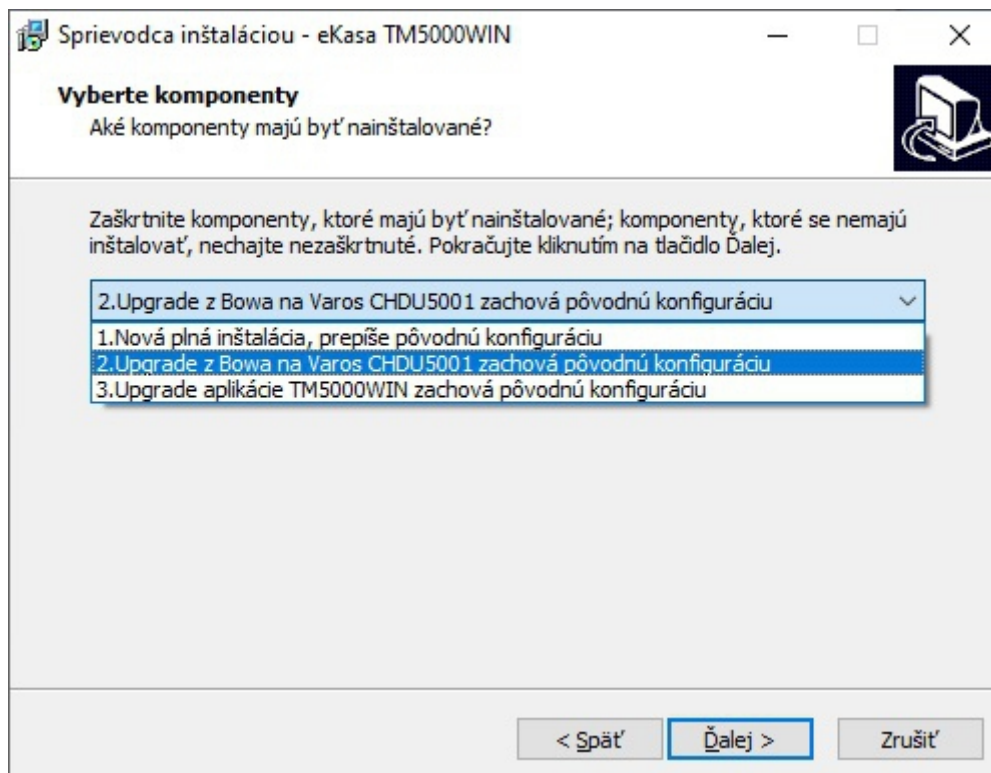 Sprievodca inštaláciou - eKasa TM5000WIN
Vyberte komponenty
Aké komponenty majú byť nainštalované?
Zaškrtnite komponenty, ktoré majú byť nainštalované; komponenty, ktoré se nemajú
inštalovať, nechajte nezaškrtnuté. Pokračujte kliknutím na tlačidlo Ďalej.
2.Upgrade z Bowa na Varos CHDU5001 zachová pôvodnú konfiguráciu
1.Nová plná inštalácia, prepíše pôvodnú konfiguráciu
2.Upgrade z Bowa na Varos CHDU5001 zachová pôvodnú konfiguráciu
3.Upgrade aplikácie TM5000WIN zachová pôvodnú konfiguráciu
< Späť Ďalej > Zrušiť